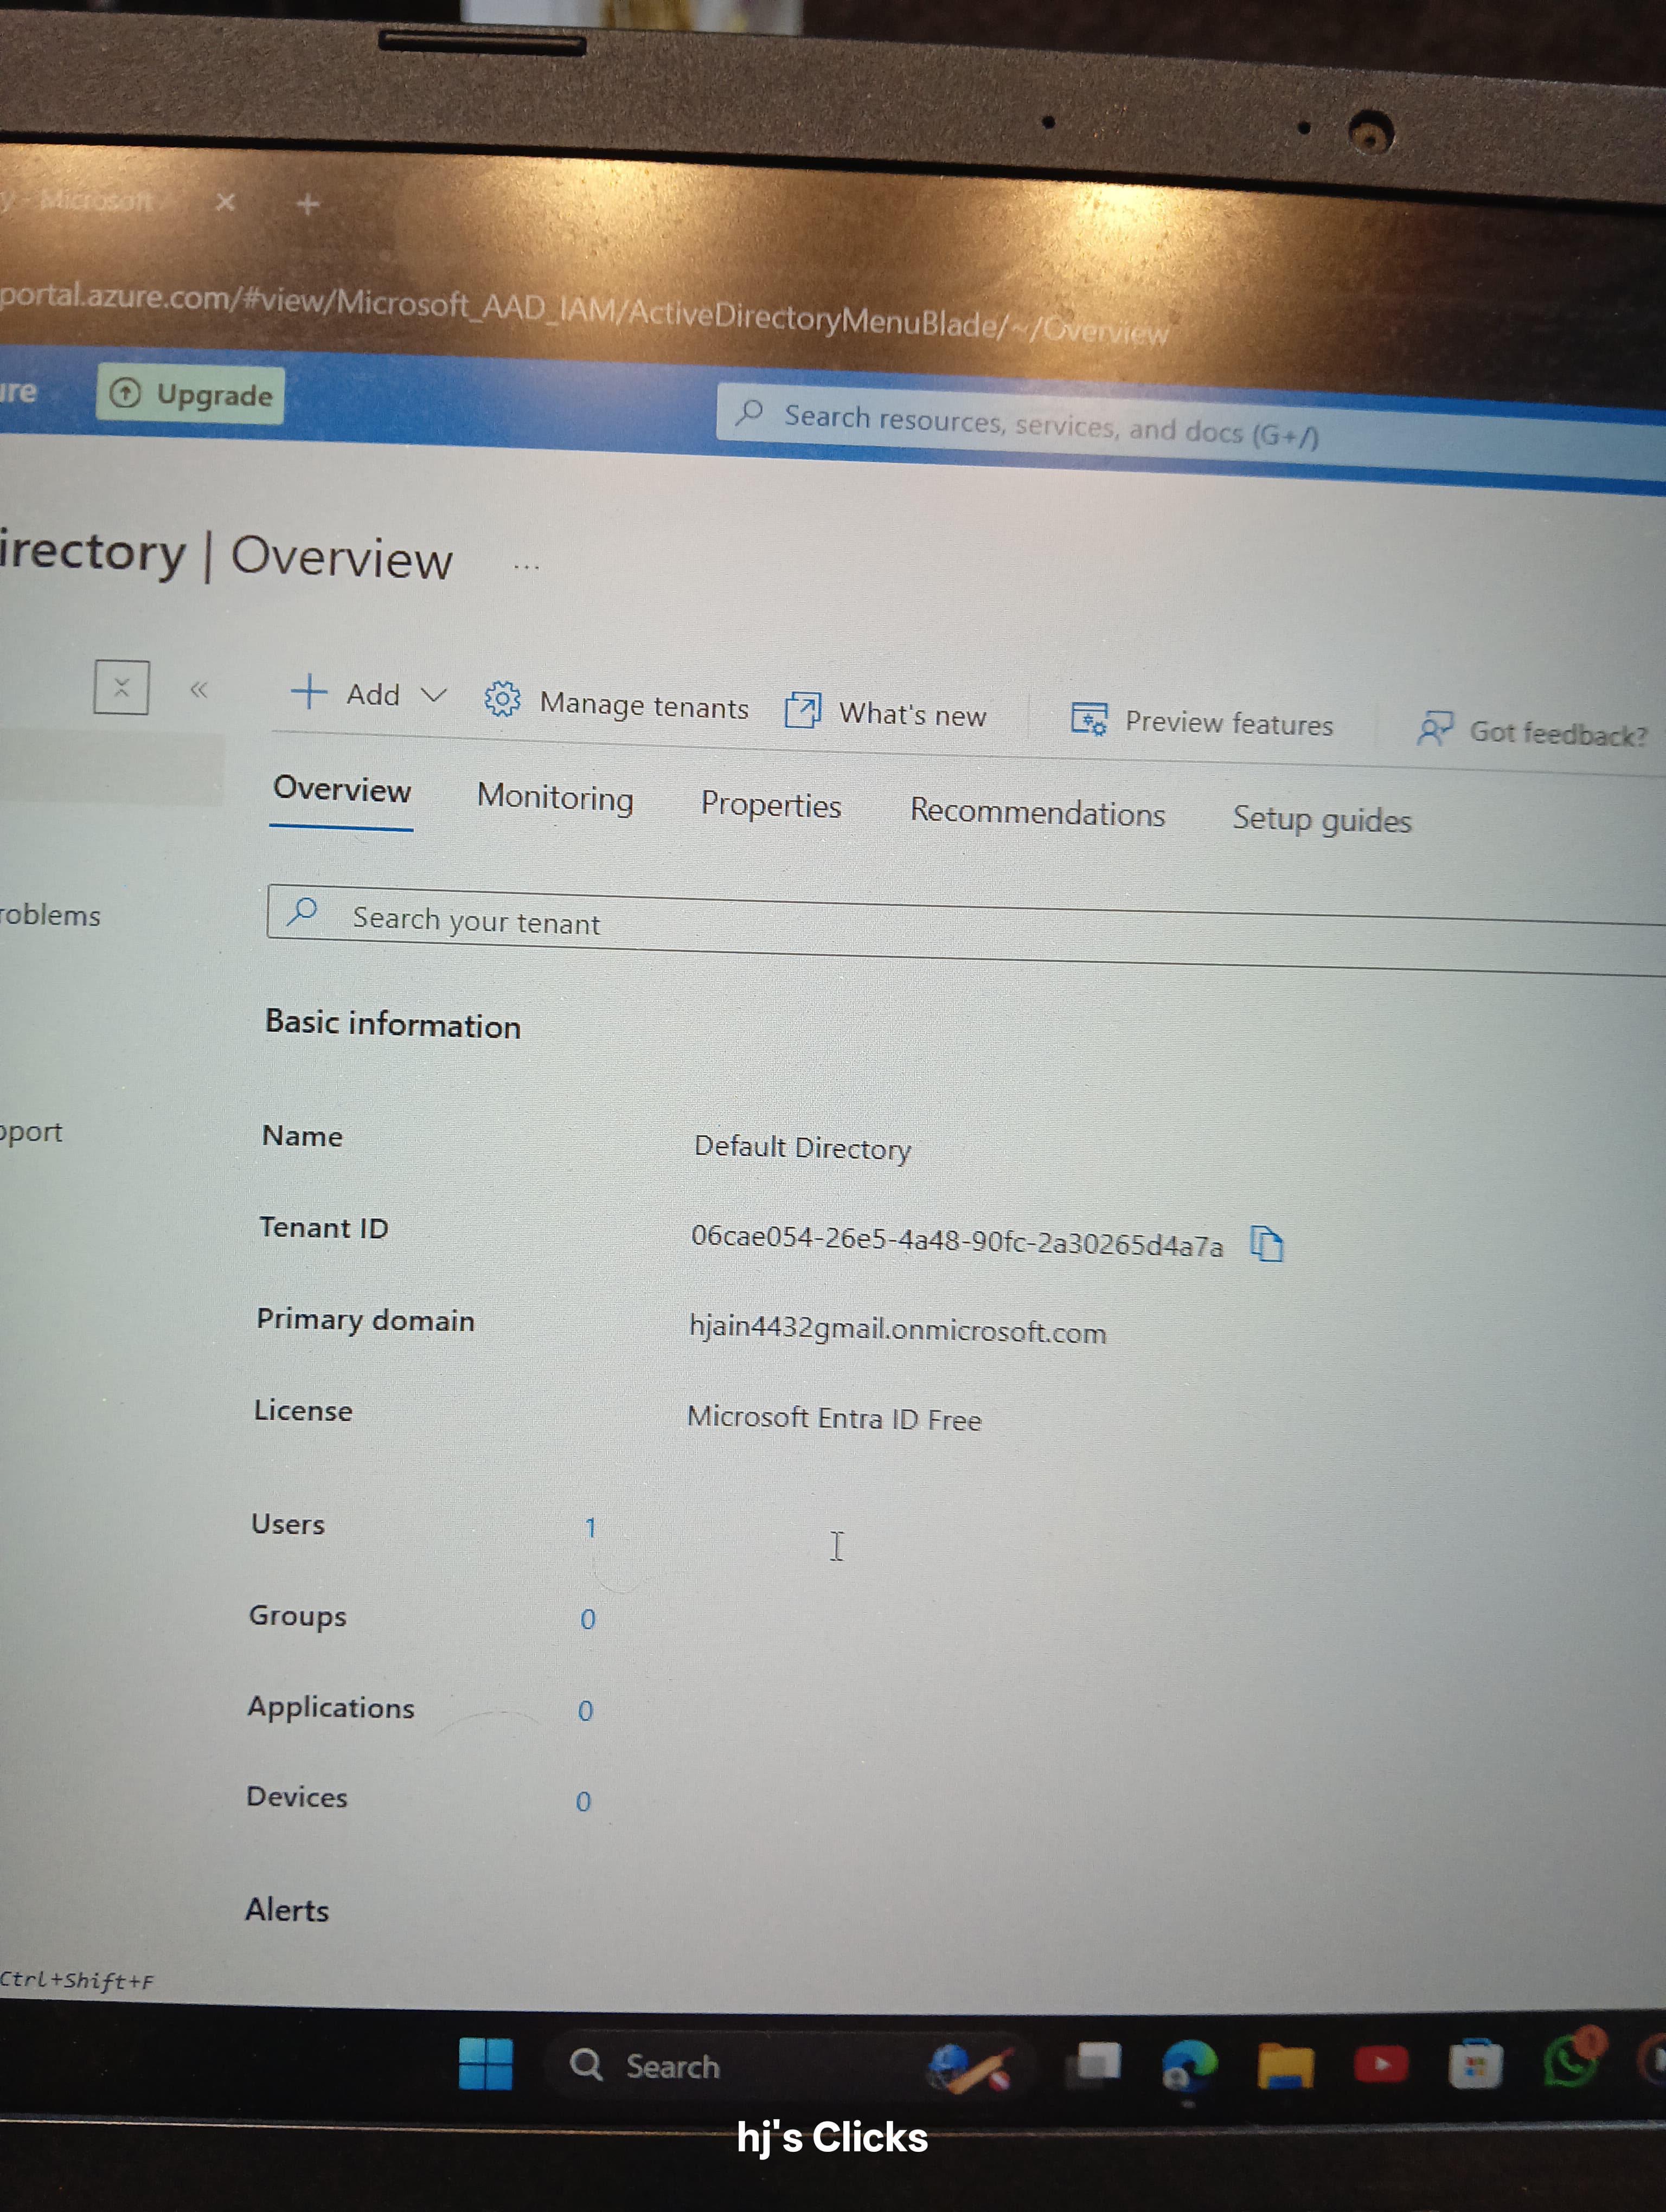 y - Microsoft
portal.azure.com/#view/Microsoft_AAD_IAM/ActiveDirectoryMenuBlade/~/Overview
ure Upgrade Search resources, services, and docs (G+/)
irectory | Overview ...
Add Manage tenants What's new Preview features Got feedback?
Overview Monitoring Properties Recommendations Setup guides
roblems
Search your tenant
Basic information
Name Default Directory
pport
Tenant ID 06cae054-26e5-4a48-90fc-2a30265d4a7a
Primary domain hjain4432gmail.onmicrosoft.com
License Microsoft Entra ID Free
Users 1
Groups 0
Applications 0
Devices 0
Alerts
Ctrl+Shift+F
Search
hj's Clicks